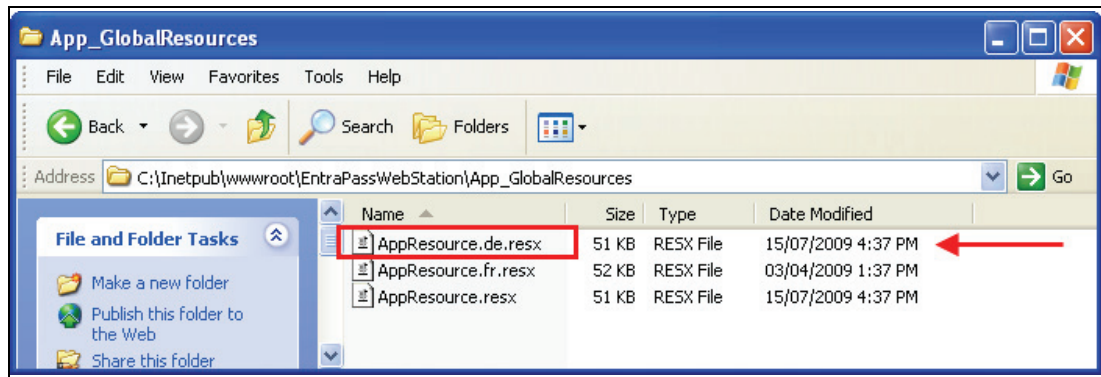 App_GlobalResources
File Edit View Favorites Tools Help
Back Search Folders
Address C:\Inetpub\wwwroot\EntraPassWebStation\App_GlobalResources Go
Name Size Type Date Modified
File and Folder Tasks
AppResource.de.resx 51 KB RESX File 15/07/2009 4:37 PM
AppResource.fr.resx 52 KB RESX File 03/04/2009 1:37 PM
AppResource.resx 51 KB RESX File 15/07/2009 4:37 PM
Make a new folder
Publish this folder to
the Web
Share this folder